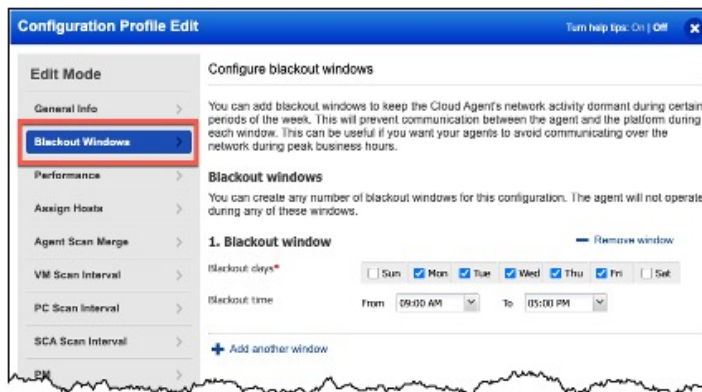 Configuration Profile Edit
Turn help tips: On | Off
Edit Mode
General Info
Blackout Windows
Performance
Assign Hosts
Agent Scan Merge
VM Scan Interval
PC Scan Interval
SCA Scan Interval
PM
Configure blackout windows
You can add blackout windows to keep the Cloud Agent's network activity dormant during certain
periods of the week. This will prevent communication between the agent and the platform during
each window. This can be useful if you want your agents to avoid communicating over the
network during peak business hours.
Blackout windows
You can create any number of blackout windows for this configuration. The agent will not operate
during any of these windows.
1. Blackout window
Remove window
Blackout days* Sun Mon Tue Wed Thu Fri Sat
Blackout time From 09:00 AM To 05:00 PM
Add another window